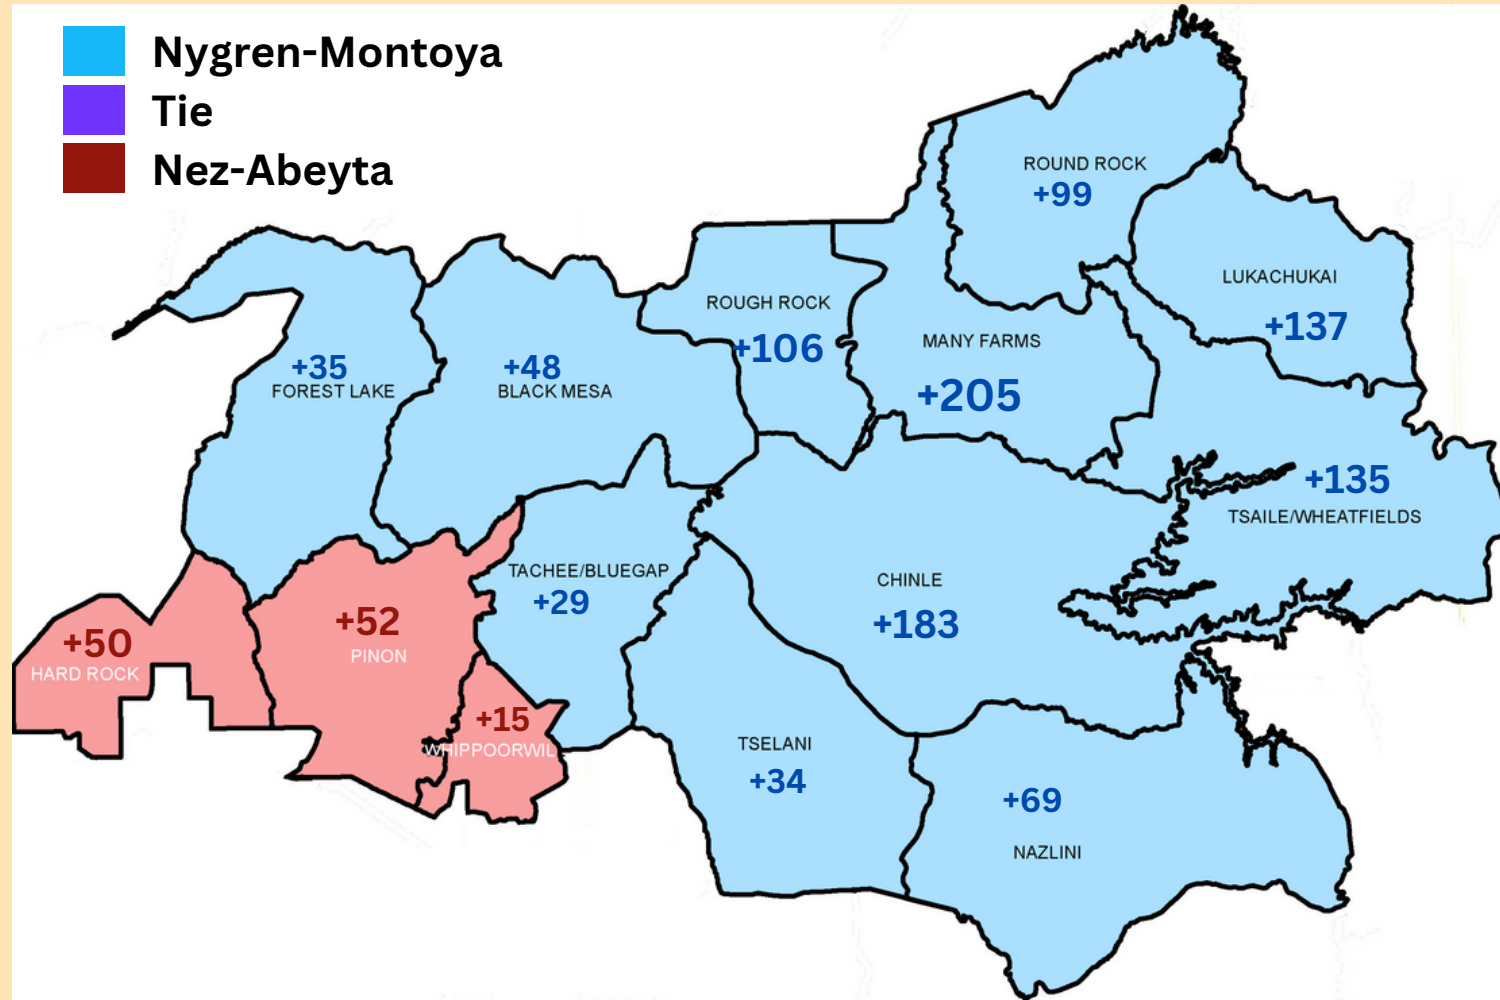 Nygren-Montoya
Tie
Nez-Abeyta
ROUND ROCK
+99
LUKACHUKAI
+137
ROUGH ROCK
+106
MANY FARMS
+205
+35
FOREST LAKE
+48
BLACK MESA
+135
TSAILE/WHEATFIELDS
TACHEE/BLUEGAP
+29
CHINLE
+183
+50
HARD ROCK
+52
PINON
+15
WHIPPOORWIL
TSELANI
+34
+69
NAZLINI